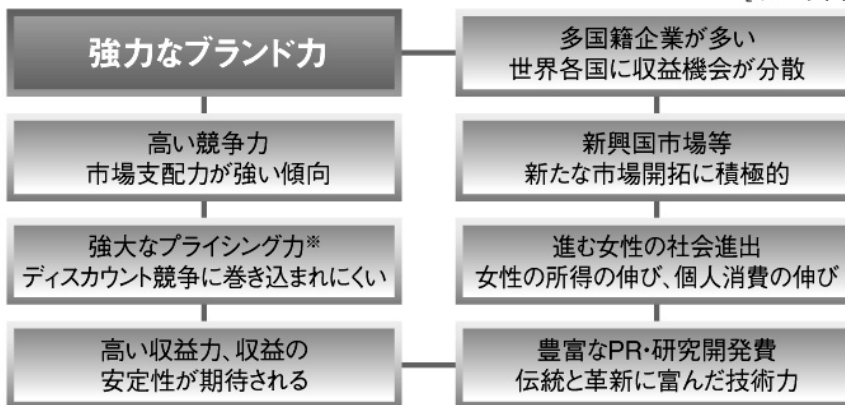 強力なブランド力
多国籍企業が多い
世界各国に収益機会が分散
高い競争力
市場支配力が強い傾向
新興国市場等
新たな市場開拓に積極的
強大なプライシング力※
ディスカウント競争に巻き込まれにくい
進む女性の社会進出
女性の所得の伸び、個人消費の伸び
高い収益力、収益の
安定性が期待される
豊富なPR・研究開発費
伝統と革新に富んだ技術力